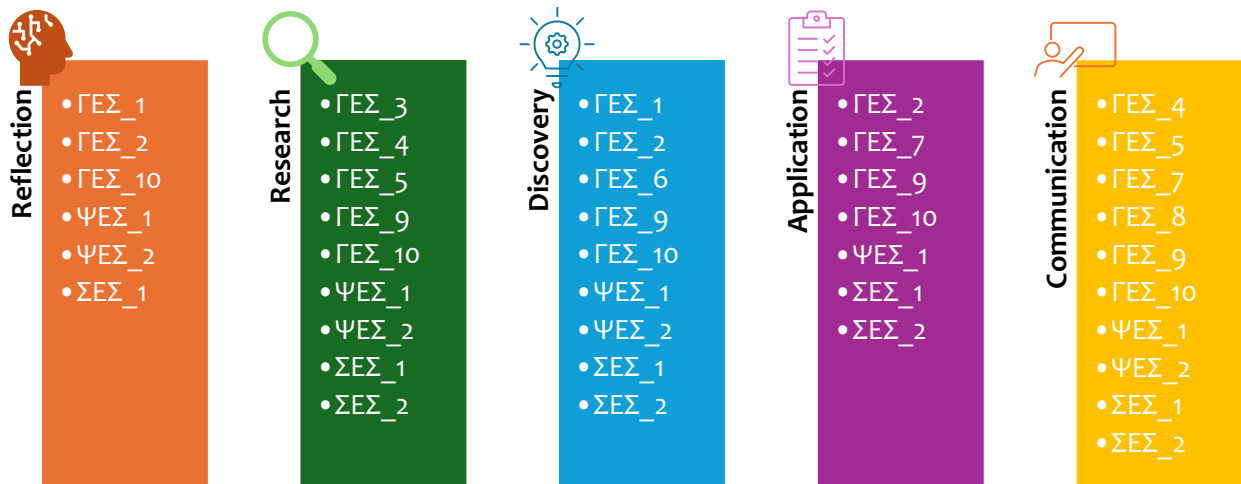 Reflection
• ΓΕΣ_1
• ΓΕΣ_2
• ΓΕΣ_10
• ΨΕΣ_1
• ΨΕΣ_2
• ΣΕΣ_1
Research
• ΓΕΣ_3
• ΓΕΣ_4
• ΓΕΣ_5
• ΓΕΣ_9
• ΓΕΣ_10
• ΨΕΣ_1
• ΨΕΣ_2
• ΣΕΣ_1
• ΣΕΣ_2
Discovery
• ΓΕΣ_1
• ΓΕΣ_2
• ΓΕΣ_6
• ΓΕΣ_9
• ΓΕΣ_10
• ΨΕΣ_1
• ΨΕΣ_2
• ΣΕΣ_1
• ΣΕΣ_2
Application
• ΓΕΣ_2
• ΓΕΣ_7
• ΓΕΣ_9
• ΓΕΣ_10
• ΨΕΣ_1
• ΣΕΣ_1
• ΣΕΣ_2
Communication
• ΓΕΣ_4
• ΓΕΣ_5
• ΓΕΣ_7
• ΓΕΣ_8
• ΓΕΣ_9
• ΓΕΣ_10
• ΨΕΣ_1
• ΨΕΣ_2
• ΣΕΣ_1
• ΣΕΣ_2